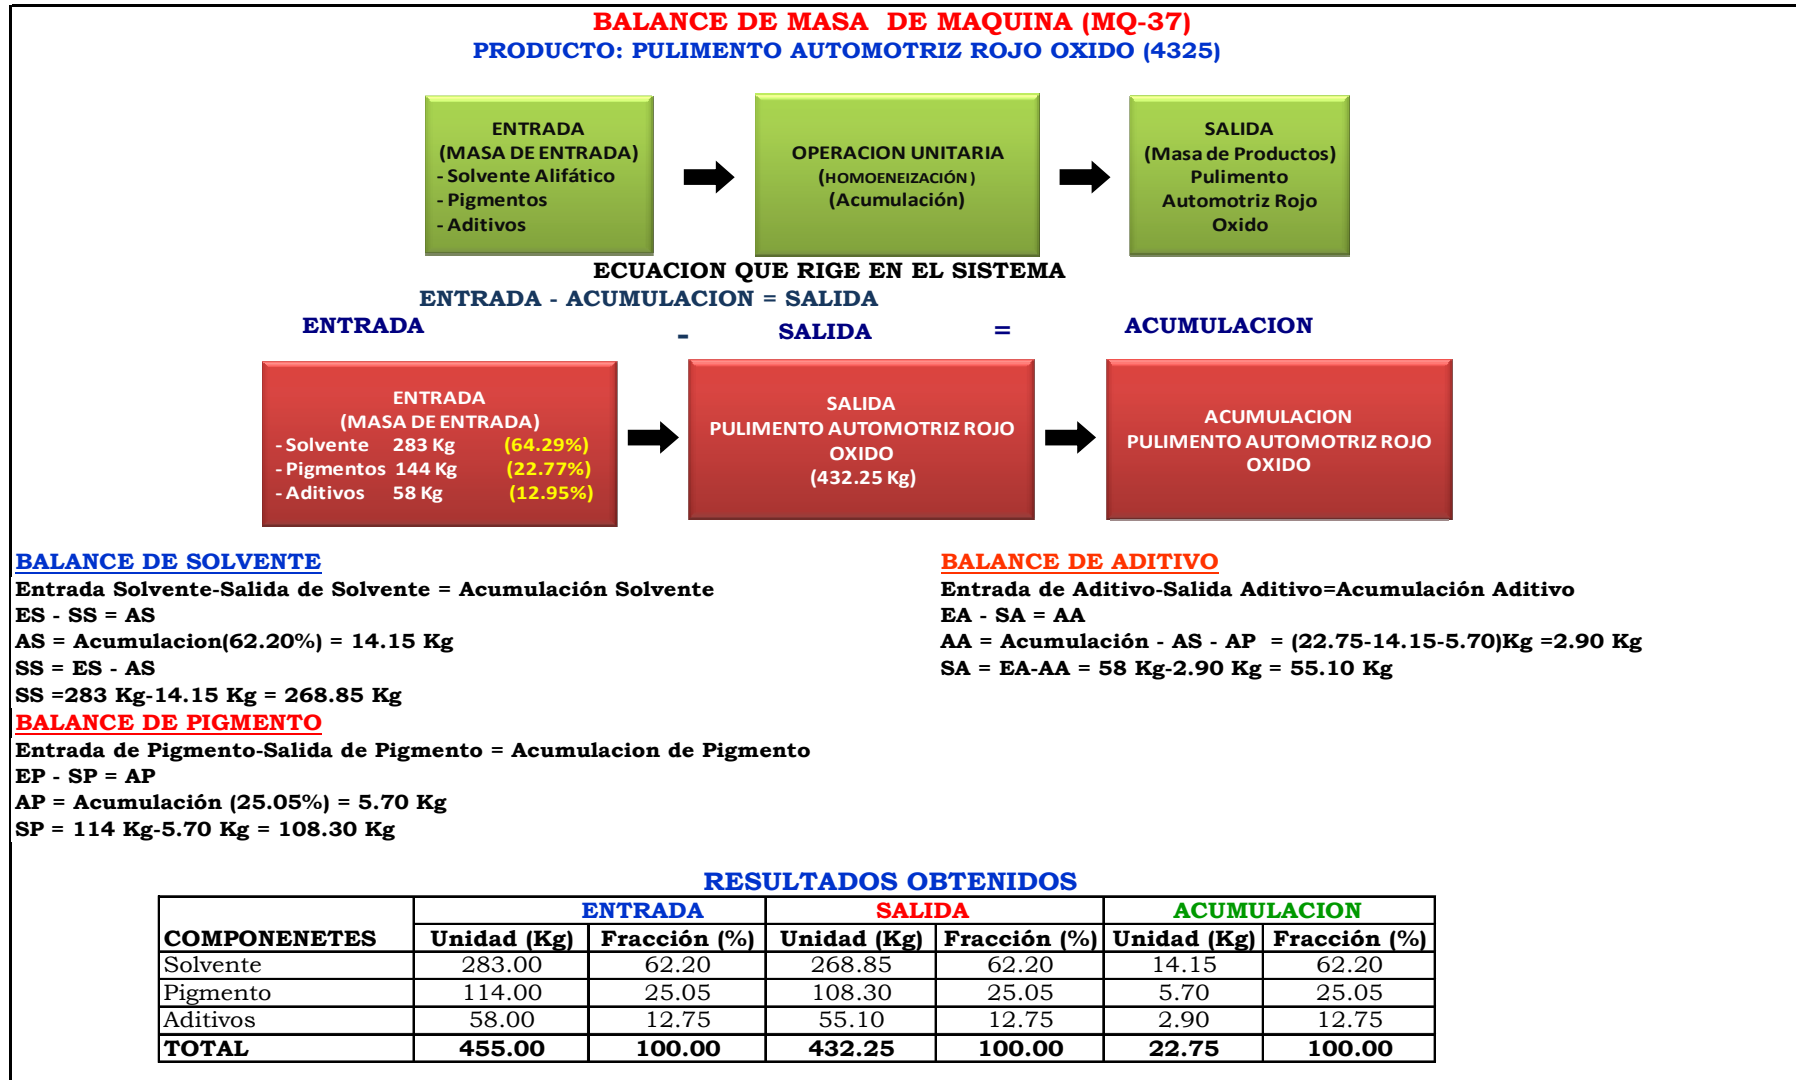 BALANCE DE MASA DE MAQUINA (MQ-37)
PRODUCTO: PULIMENTO AUTOMOTRIZ ROJO OXIDO (4325)
ENTRADA
(MASA DE ENTRADA)
- Solvente Alifático
- Pigmentos
- Aditivos
OPERACION UNITARIA
(HOMOENEIZACIÓN )
(Acumulación)
SALIDA
(Masa de Productos)
Pulimento
Automotriz Rojo
Oxido
ECUACION QUE RIGE EN EL SISTEMA
ENTRADA - ACUMULACION = SALIDA
ENTRADA - SALIDA = ACUMULACION
ENTRADA
(MASA DE ENTRADA)
- Solvente 283 Kg (64.29%)
- Pigmentos 144 Kg (22.77%)
- Aditivos 58 Kg (12.95%)
SALIDA
PULIMENTO AUTOMOTRIZ ROJO
OXIDO
(432.25 Kg)
ACUMULACION
PULIMENTO AUTOMOTRIZ ROJO
OXIDO
BALANCE DE SOLVENTE
Entrada Solvente-Salida de Solvente = Acumulación Solvente
ES - SS = AS
AS = Acumulacion(62.20%) = 14.15 Kg
SS = ES - AS
SS =283 Kg-14.15 Kg = 268.85 Kg
BALANCE DE PIGMENTO
Entrada de Pigmento-Salida de Pigmento = Acumulacion de Pigmento
EP - SP = AP
AP = Acumulación (25.05%) = 5.70 Kg
SP = 114 Kg-5.70 Kg = 108.30 Kg
BALANCE DE ADITIVO
Entrada de Aditivo-Salida Aditivo=Acumulación Aditivo
EA - SA = AA
AA = Acumulación - AS - AP = (22.75-14.15-5.70)Kg =2.90 Kg
SA = EA-AA = 58 Kg-2.90 Kg = 55.10 Kg
RESULTADOS OBTENIDOS
ENTRADA SALIDA ACUMULACION
COMPONENETES Unidad (Kg) Fracción (%) Unidad (Kg) Fracción (%) Unidad (Kg) Fracción (%)
Solvente 283.00 62.20 268.85 62.20 14.15 62.20
Pigmento 114.00 25.05 108.30 25.05 5.70 25.05
Aditivos 58.00 12.75 55.10 12.75 2.90 12.75
TOTAL 455.00 100.00 432.25 100.00 22.75 100.00